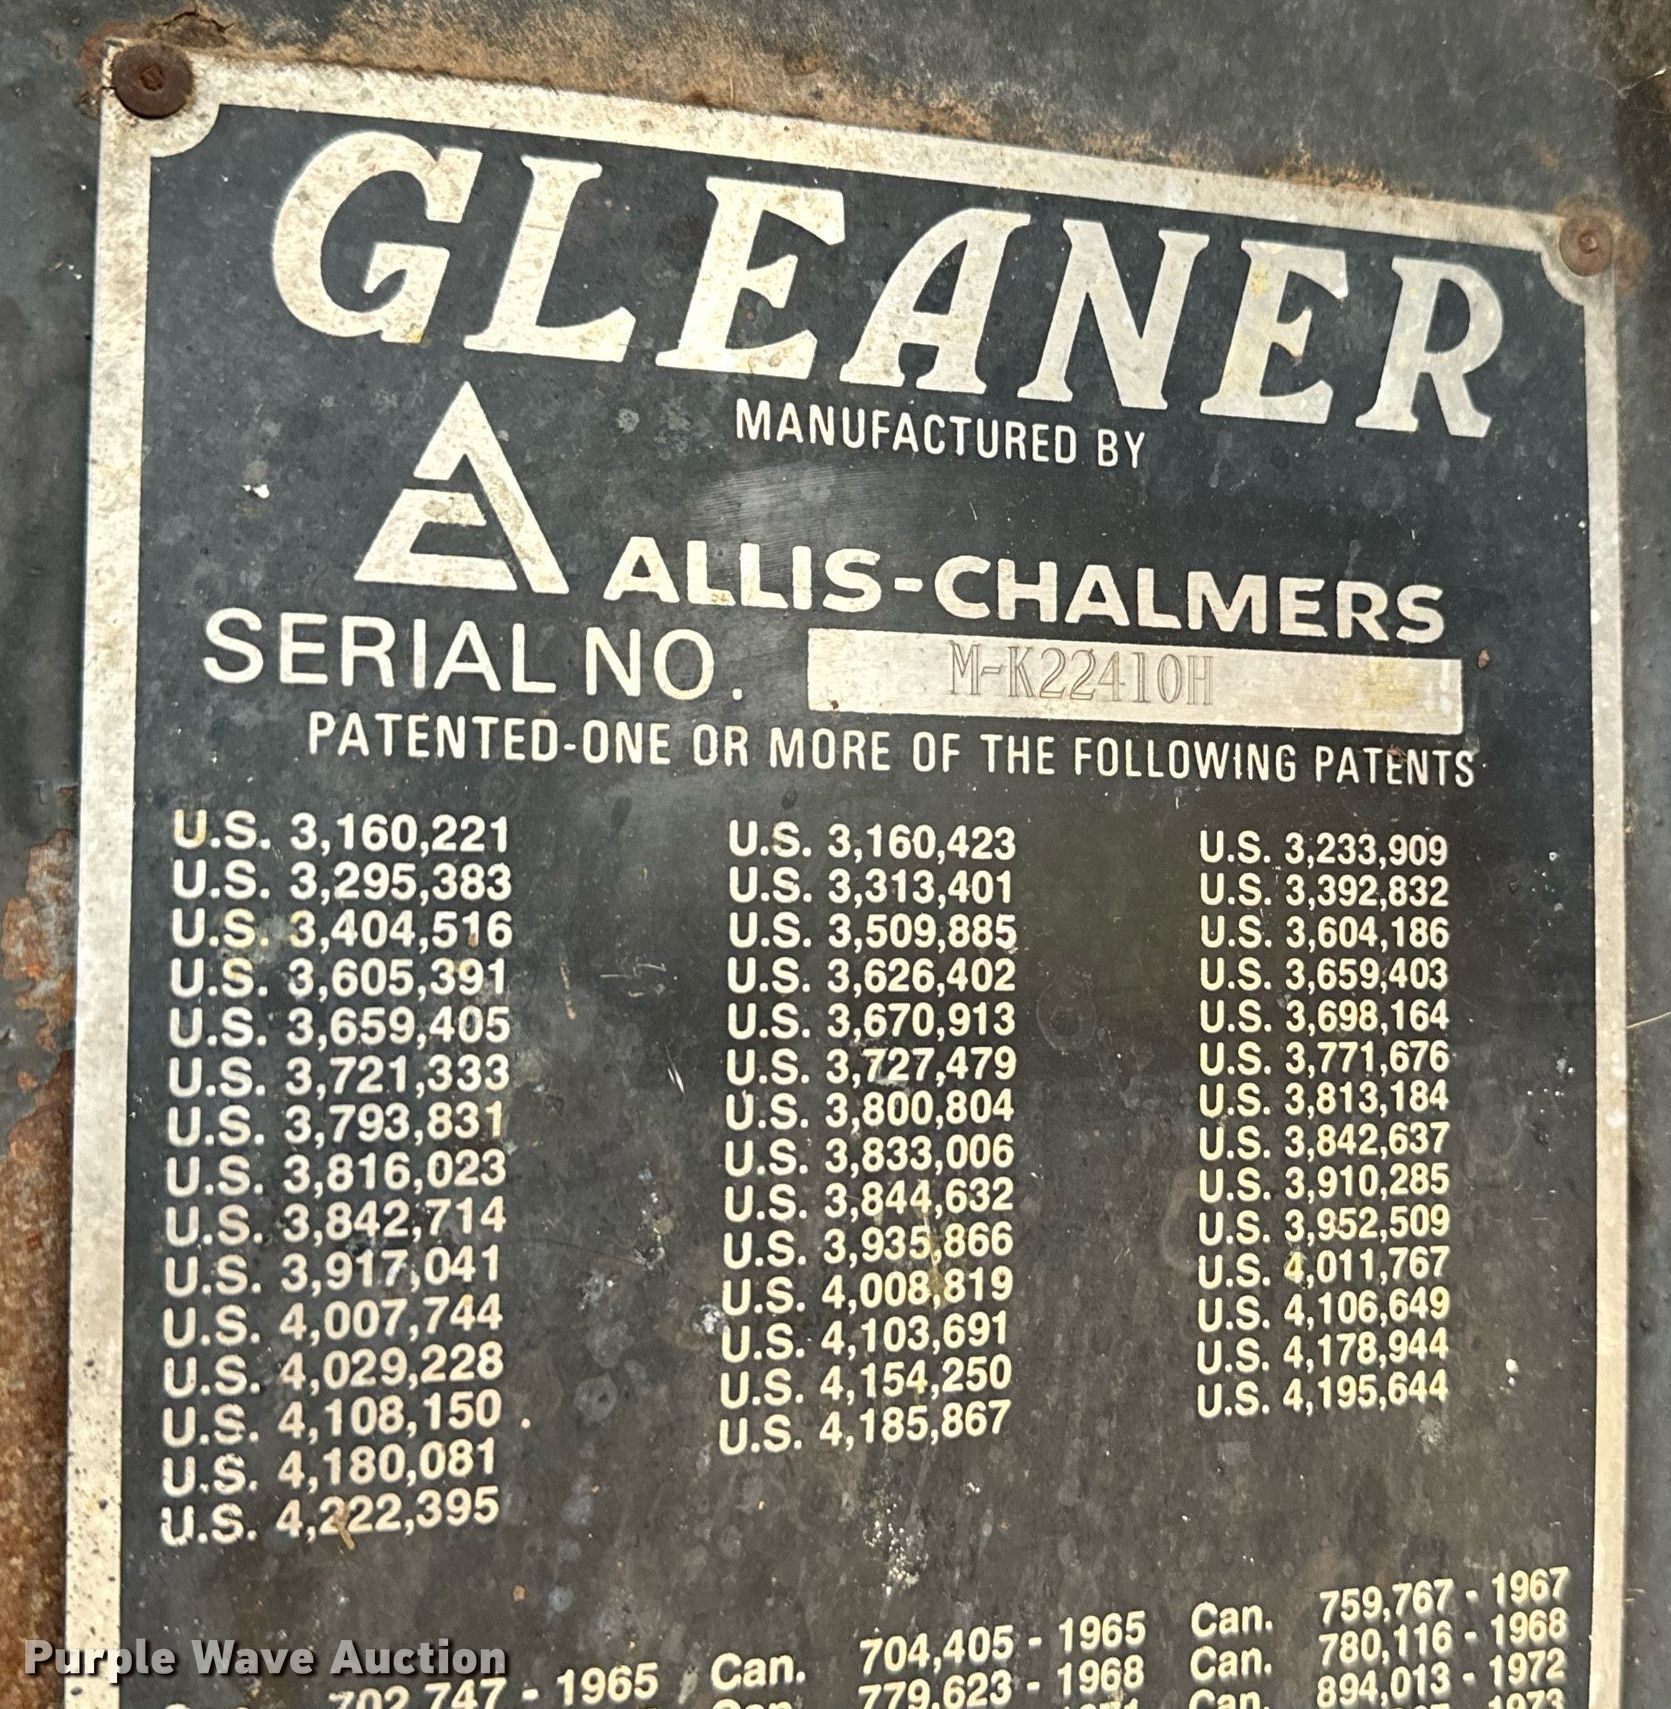 GLEANER
MANUFACTURED BY
ALLIS-CHALMERS
SERIAL NO. M-K22410H
PATENTED-ONE OR MORE OF THE FOLLOWING PATENTS
U.S. 3,160,221 U.S. 3,160,423 U.S. 3,233,909
U.S. 3,295,383 U.S. 3,313,401 U.S. 3,392,832
U.S. 3,404,516 U.S. 3,509,885 U.S. 3,604,186
U.S. 3,605,391 U.S. 3,626,402 U.S. 3,659,403
U.S. 3,659,405 U.S. 3,670,913 U.S. 3,698,164
U.S. 3,721,333 U.S. 3,727,479 U.S. 3,771,676
U.S. 3,793,831 U.S. 3,800,804 U.S. 3,813,184
U.S. 3,816,023 U.S. 3,833,006 U.S. 3,842,637
U.S. 3,842,714 U.S. 3,844,632 U.S. 3,910,285
U.S. 3,917,041 U.S. 3,935,866 U.S. 3,952,509
U.S. 4,007,744 U.S. 4,008,819 U.S. 4,011,767
U.S. 4,029,228 U.S. 4,103,691 U.S. 4,106,649
U.S. 4,108,150 U.S. 4,154,250 U.S. 4,178,944
U.S. 4,180,081 U.S. 4,185,867 U.S. 4,195,644
U.S. 4,222,395
702,747 - 1965 Can. 704,405 - 1965 Can. 759,767 - 1967
Can. 779,623 - 1968 Can. 780,116 - 1968
Can. 894,013 - 1972
1973
Purple Wave Auction